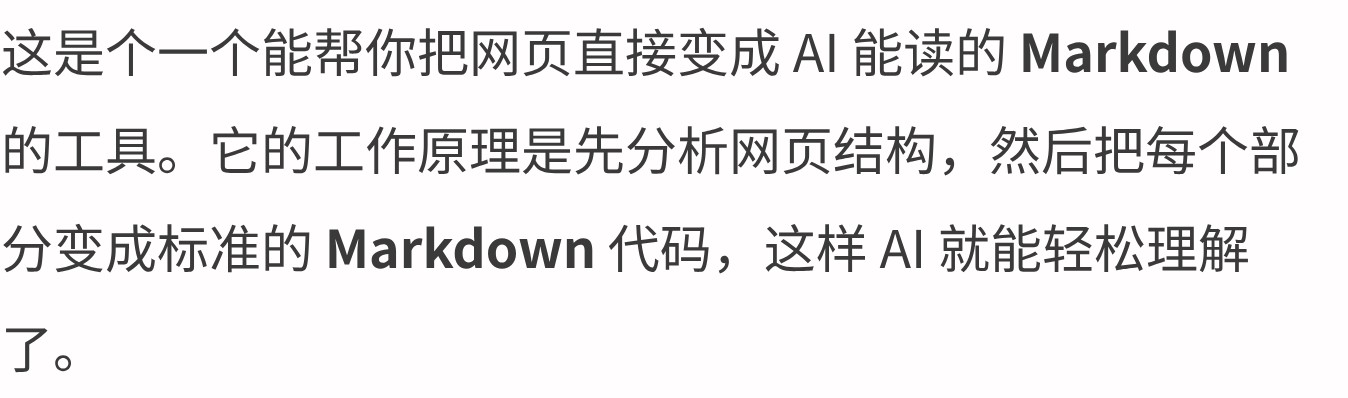 这是个一个能帮你把网页直接变成 AI 能读的 Markdown
的工具。它的工作原理是先分析网页结构，然后把每个部
分变成标准的 Markdown 代码，这样 AI 就能轻松理解
了。